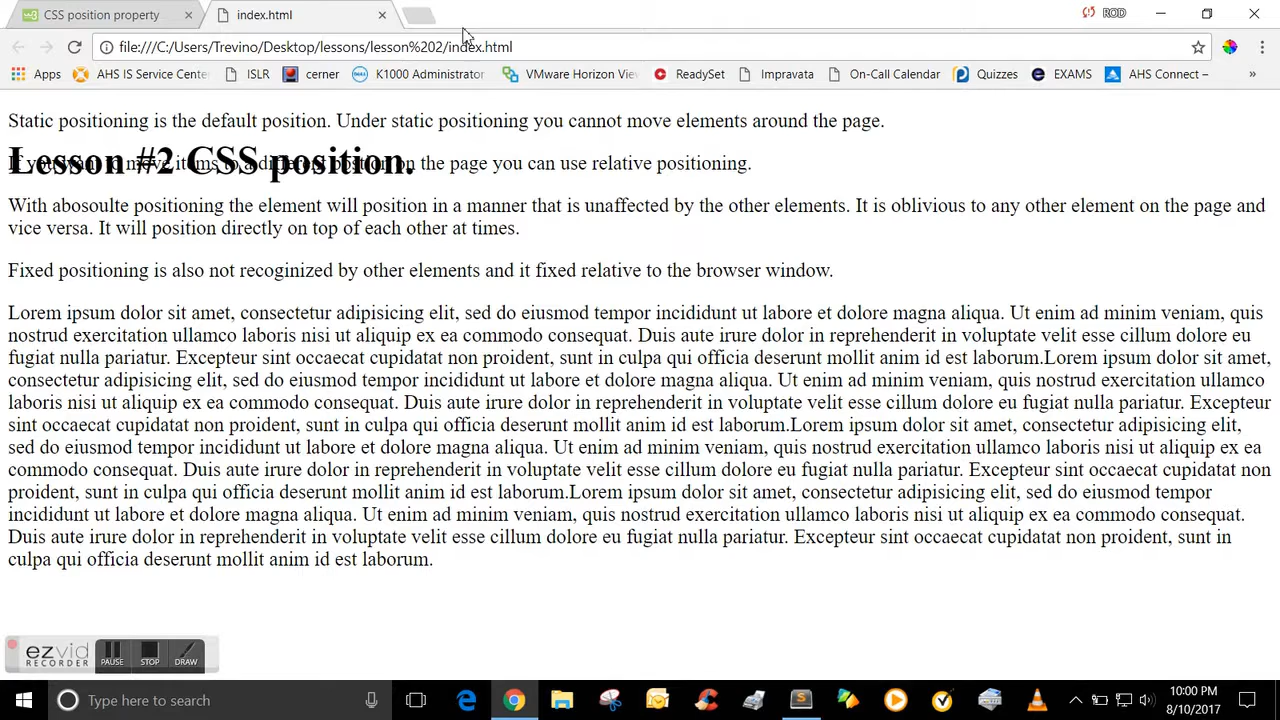 CSS position property
index.html
ROD
file:///C:/Users/Trevino/Desktop/lessons/lesson%202/index.html
Apps AHS IS Service Cente ISLR cerner K1000 Administrator VMware Horizon Vie ReadySet Impravata On-Call Calendar Quizzes EXAMS AHS Connect – »
Static positioning is the default position. Under static positioning you cannot move elements around the page.
Lesson #2 CSS position.
If you want to move items to a different postion on the page you can use relative positioning.
With abosoulte positioning the element will position in a manner that is unaffected by the other elements. It is oblivious to any other element on the page and
vice versa. It will position directly on top of each other at times.
Fixed positioning is also not recoginized by other elements and it fixed relative to the browser window.
Lorem ipsum dolor sit amet, consectetur adipisicing elit, sed do eiusmod tempor incididunt ut labore et dolore magna aliqua. Ut enim ad minim veniam, quis
nostrud exercitation ullamco laboris nisi ut aliquip ex ea commodo consequat. Duis aute irure dolor in reprehenderit in voluptate velit esse cillum dolore eu
fugiat nulla pariatur. Excepteur sint occaecat cupidatat non proident, sunt in culpa qui officia deserunt mollit anim id est laborum.Lorem ipsum dolor sit amet,
consectetur adipisicing elit, sed do eiusmod tempor incididunt ut labore et dolore magna aliqua. Ut enim ad minim veniam, quis nostrud exercitation ullamco
laboris nisi ut aliquip ex ea commodo consequat. Duis aute irure dolor in reprehenderit in voluptate velit esse cillum dolore eu fugiat nulla pariatur. Excepteur
sint occaecat cupidatat non proident, sunt in culpa qui officia deserunt mollit anim id est laborum.Lorem ipsum dolor sit amet, consectetur adipisicing elit,
sed do eiusmod tempor incididunt ut labore et dolore magna aliqua. Ut enim ad minim veniam, quis nostrud exercitation ullamco laboris nisi ut aliquip ex ea
commodo consequat. Duis aute irure dolor in reprehenderit in voluptate velit esse cillum dolore eu fugiat nulla pariatur. Excepteur sint occaecat cupidatat non
proident, sunt in culpa qui officia deserunt mollit anim id est laborum.Lorem ipsum dolor sit amet, consectetur adipisicing elit, sed do eiusmod tempor
incididunt ut labore et dolore magna aliqua. Ut enim ad minim veniam, quis nostrud exercitation ullamco laboris nisi ut aliquip ex ea commodo consequat.
Duis aute irure dolor in reprehenderit in voluptate velit esse cillum dolore eu fugiat nulla pariatur. Excepteur sint occaecat cupidatat non proident, sunt in
culpa qui officia deserunt mollit anim id est laborum.
ezvid
RECORDER
PAUSE STOP DRAW
Type here to search
10:00 PM
8/10/2017